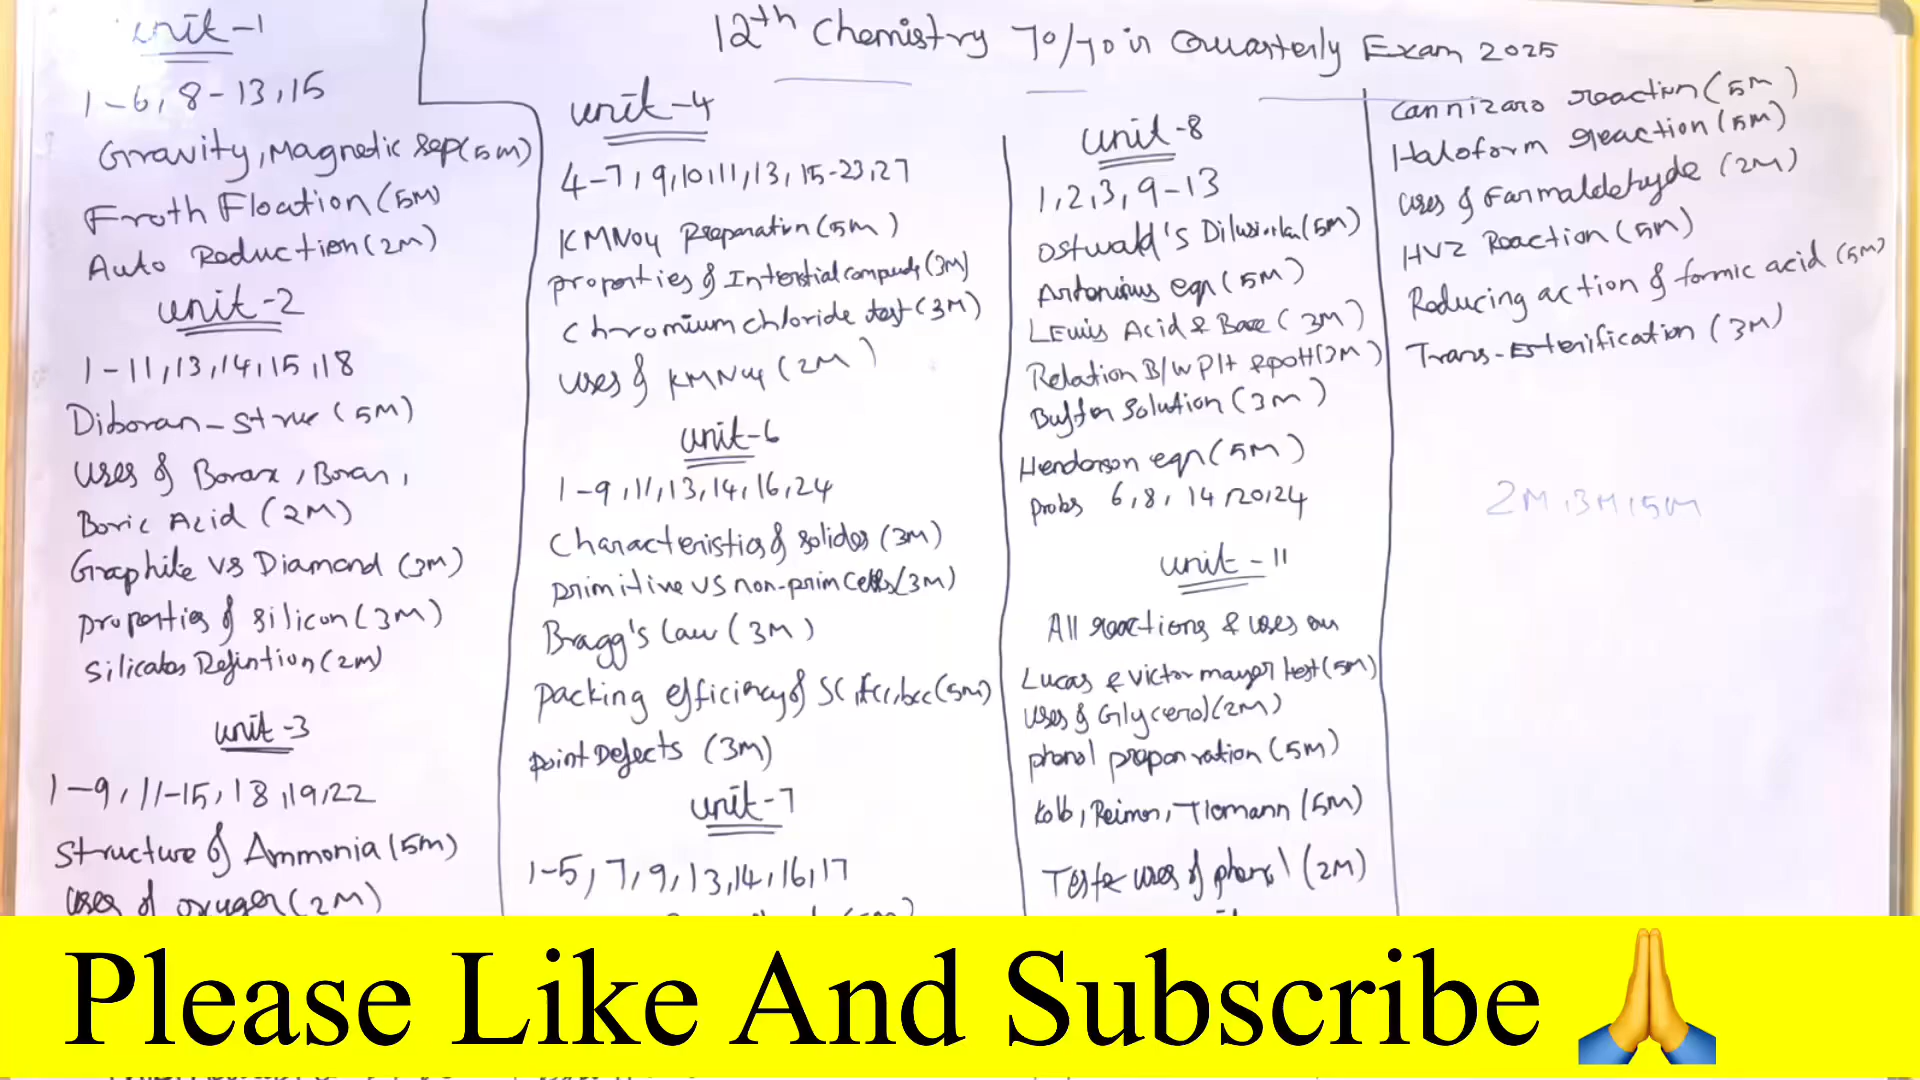 12th Chemistry 70/70 in Quarterly Exam 2025
unit-1
1-6, 8-13, 15
Gravity, Magnetic Sep(5M)
Froth Floation (5M)
Auto Reduction (2M)
unit-2
1-11, 13, 14, 15, 18
Diboran-struc (5M)
uses of Borax, Boran,
Boric Acid (2M)
Graphite vs Diamond (3M)
properties of silicon (3M)
Silicates Defintion (2M)
unit-3
1-9, 11-15, 18, 19, 22
Structure of Ammonia (5M)
uses of oxygen (2M)
unit-4
4-7, 9, 10, 11, 13, 15-23, 27
KMNO4 Preparation (5M)
properties of Interstial compunds (3M)
Chromium chloride test (3M)
uses of KMNO4 (2M)
unit-6
1-9, 11, 13, 14, 16, 24
Characteristics of solides (3M)
primitive vs non-prim Cells (3M)
Bragg's law (3M)
packing efficiency of SC, fcc, bcc (5M)
point Defects (3M)
unit-7
1-5, 7, 9, 13, 14, 16, 17
unit-8
1, 2, 3, 9-13
Ostwald's (5M)
eqn (5M)
LEwis Acid & Base (3M)
Relation B/w PH & pOH (2M)
Buffer Solution (3M)
Henderson eqn (5M)
probs 6, 8, 14, 20, 24
unit-11
All reactions & uses
Lucas & victor mayer test (5M)
uses of Glycerol (2M)
phenol preparation (5M)
Kolb, Reimer, (5M)
Test & uses of phenol (2M)
Cannizaro reaction (5M)
Haloform reaction (5M)
uses of Farmaldehyde (2M)
HVZ Reaction (5M)
Reducing action of formic acid (5M)
Trans-Esterification (3M)
2M, 3M, 5M
Please Like And Subscribe 🙏